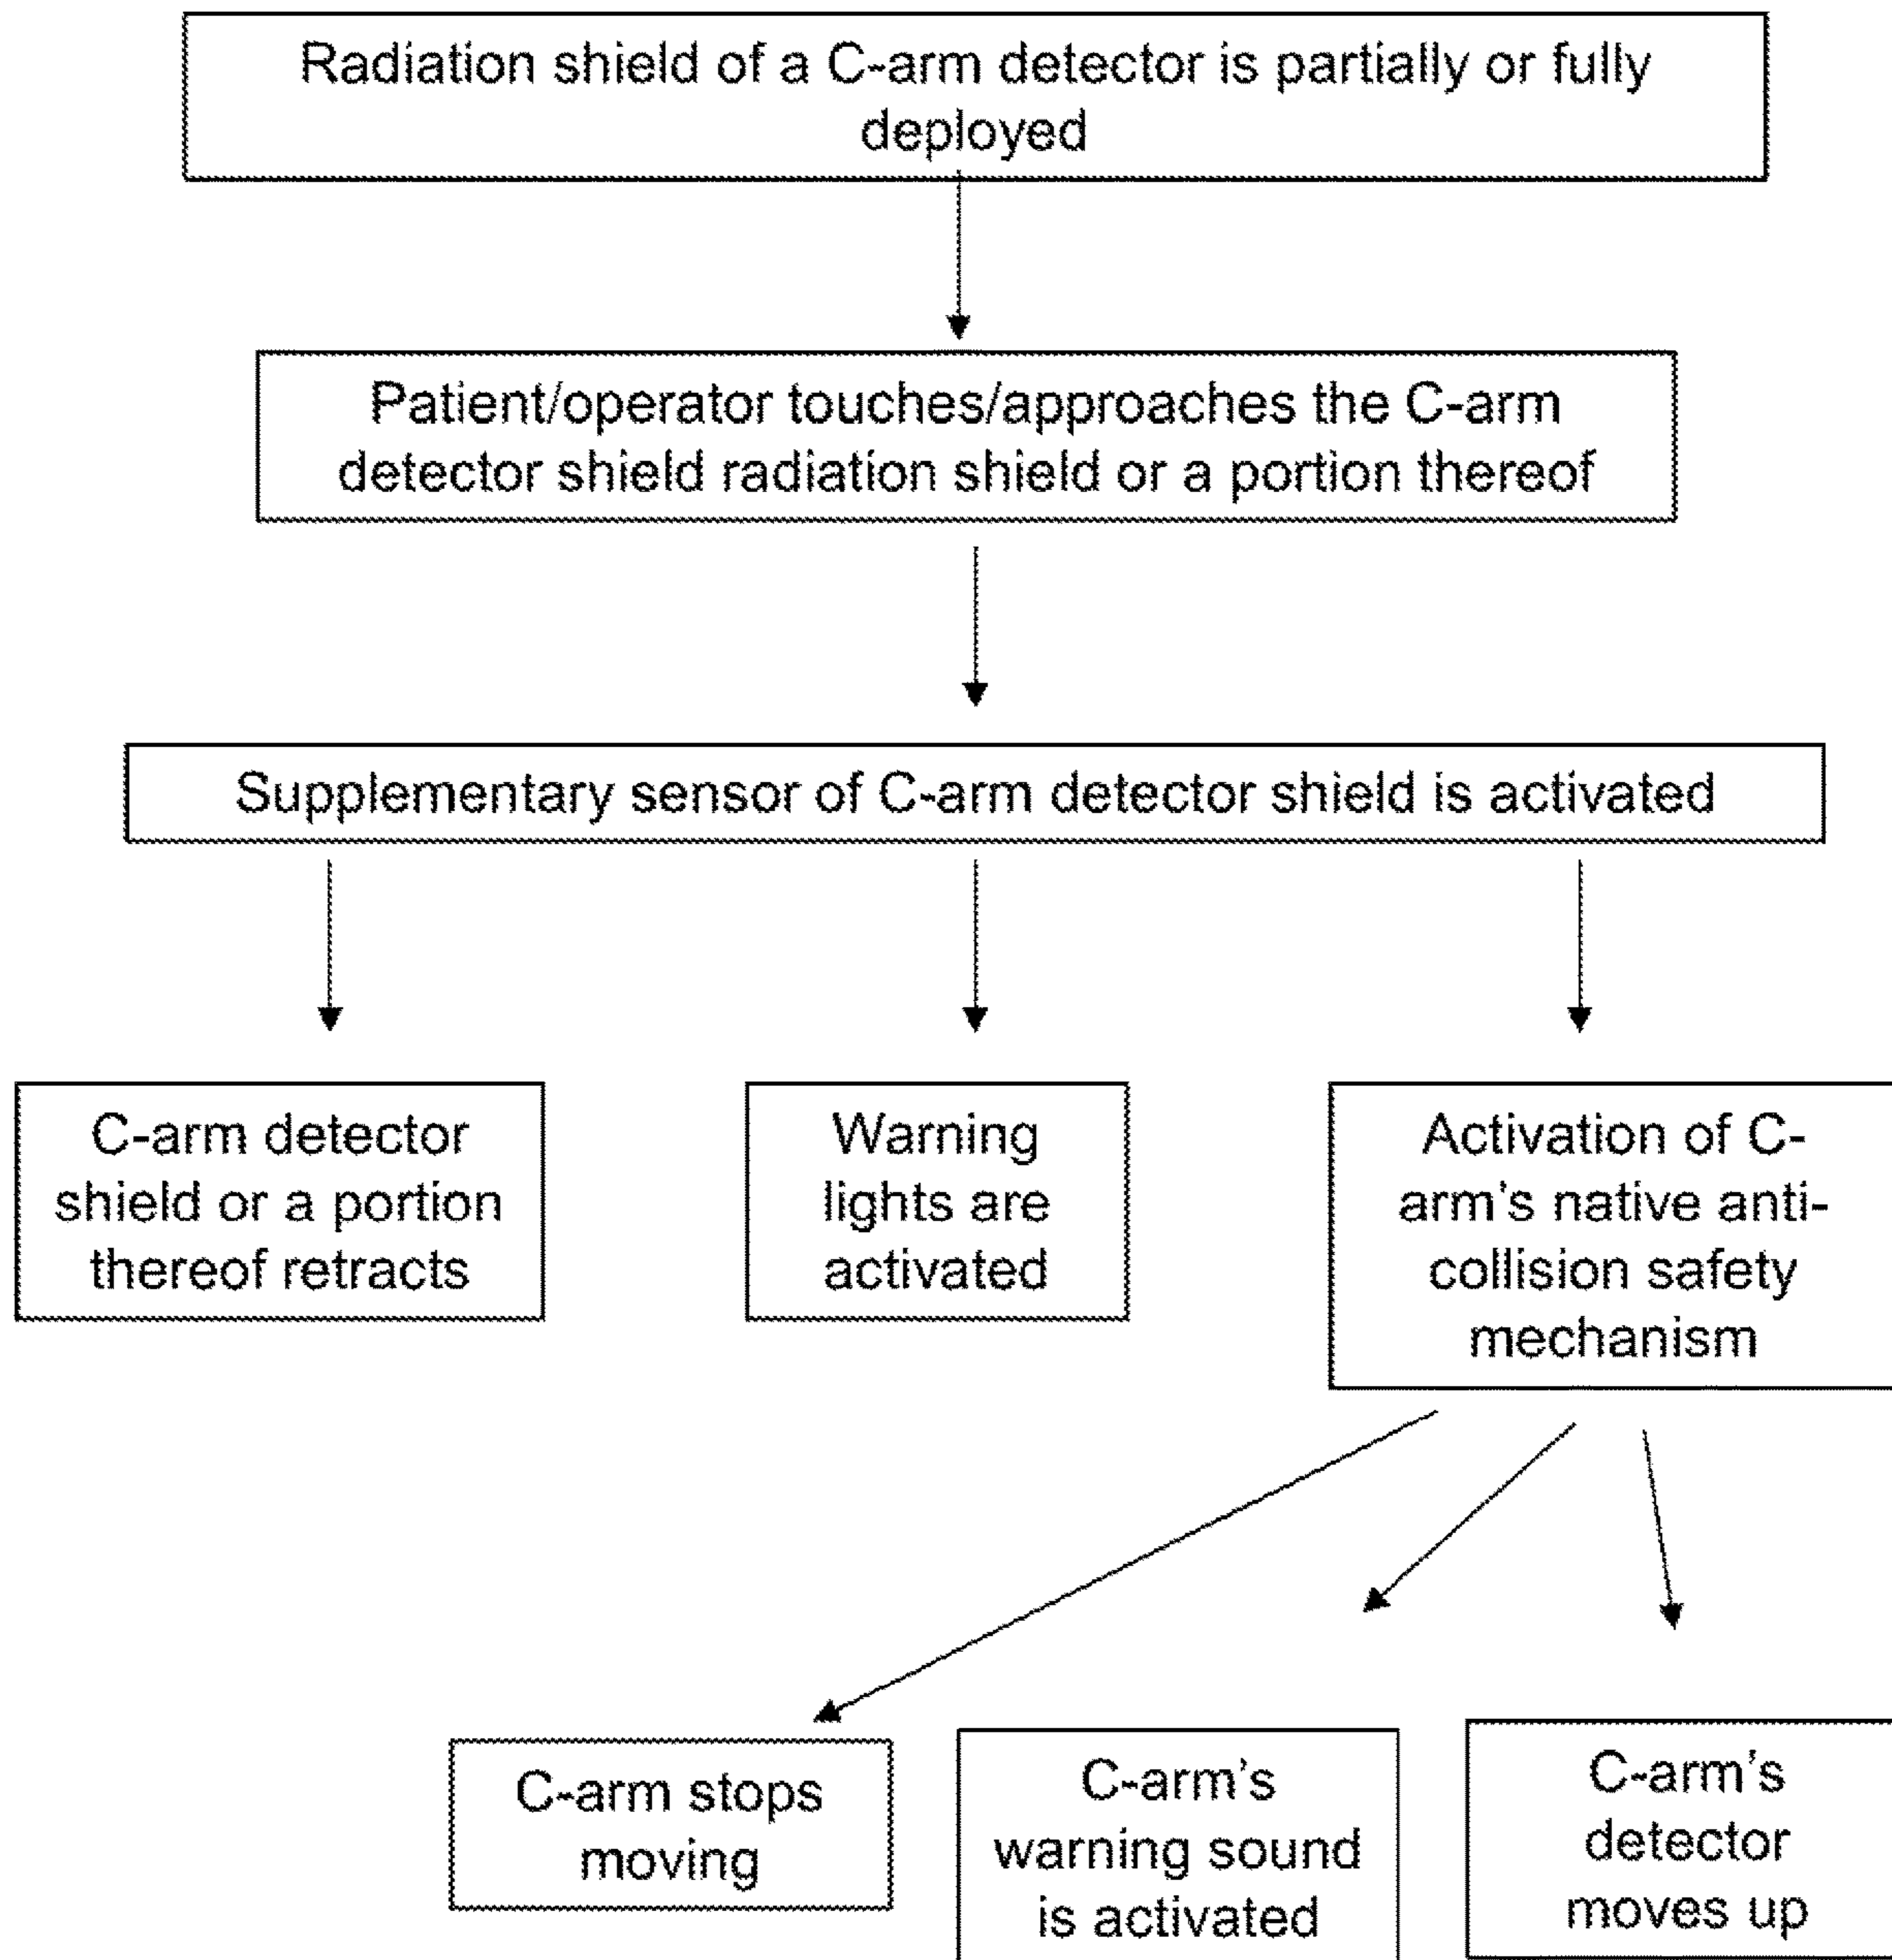 Radiation shield of a C-arm detector is partially or fully
deployed
Patient/operator touches/approaches the C-arm
detector shield radiation shield or a portion thereof
Supplementary sensor of C-arm detector shield is activated
C-arm detector
shield or a portion
thereof retracts
Warning
lights are
activated
Activation of C-
arm's native anti-
collision safety
mechanism
C-arm stops
moving
C-arm's
warning sound
is activated
C-arm's
detector
moves up